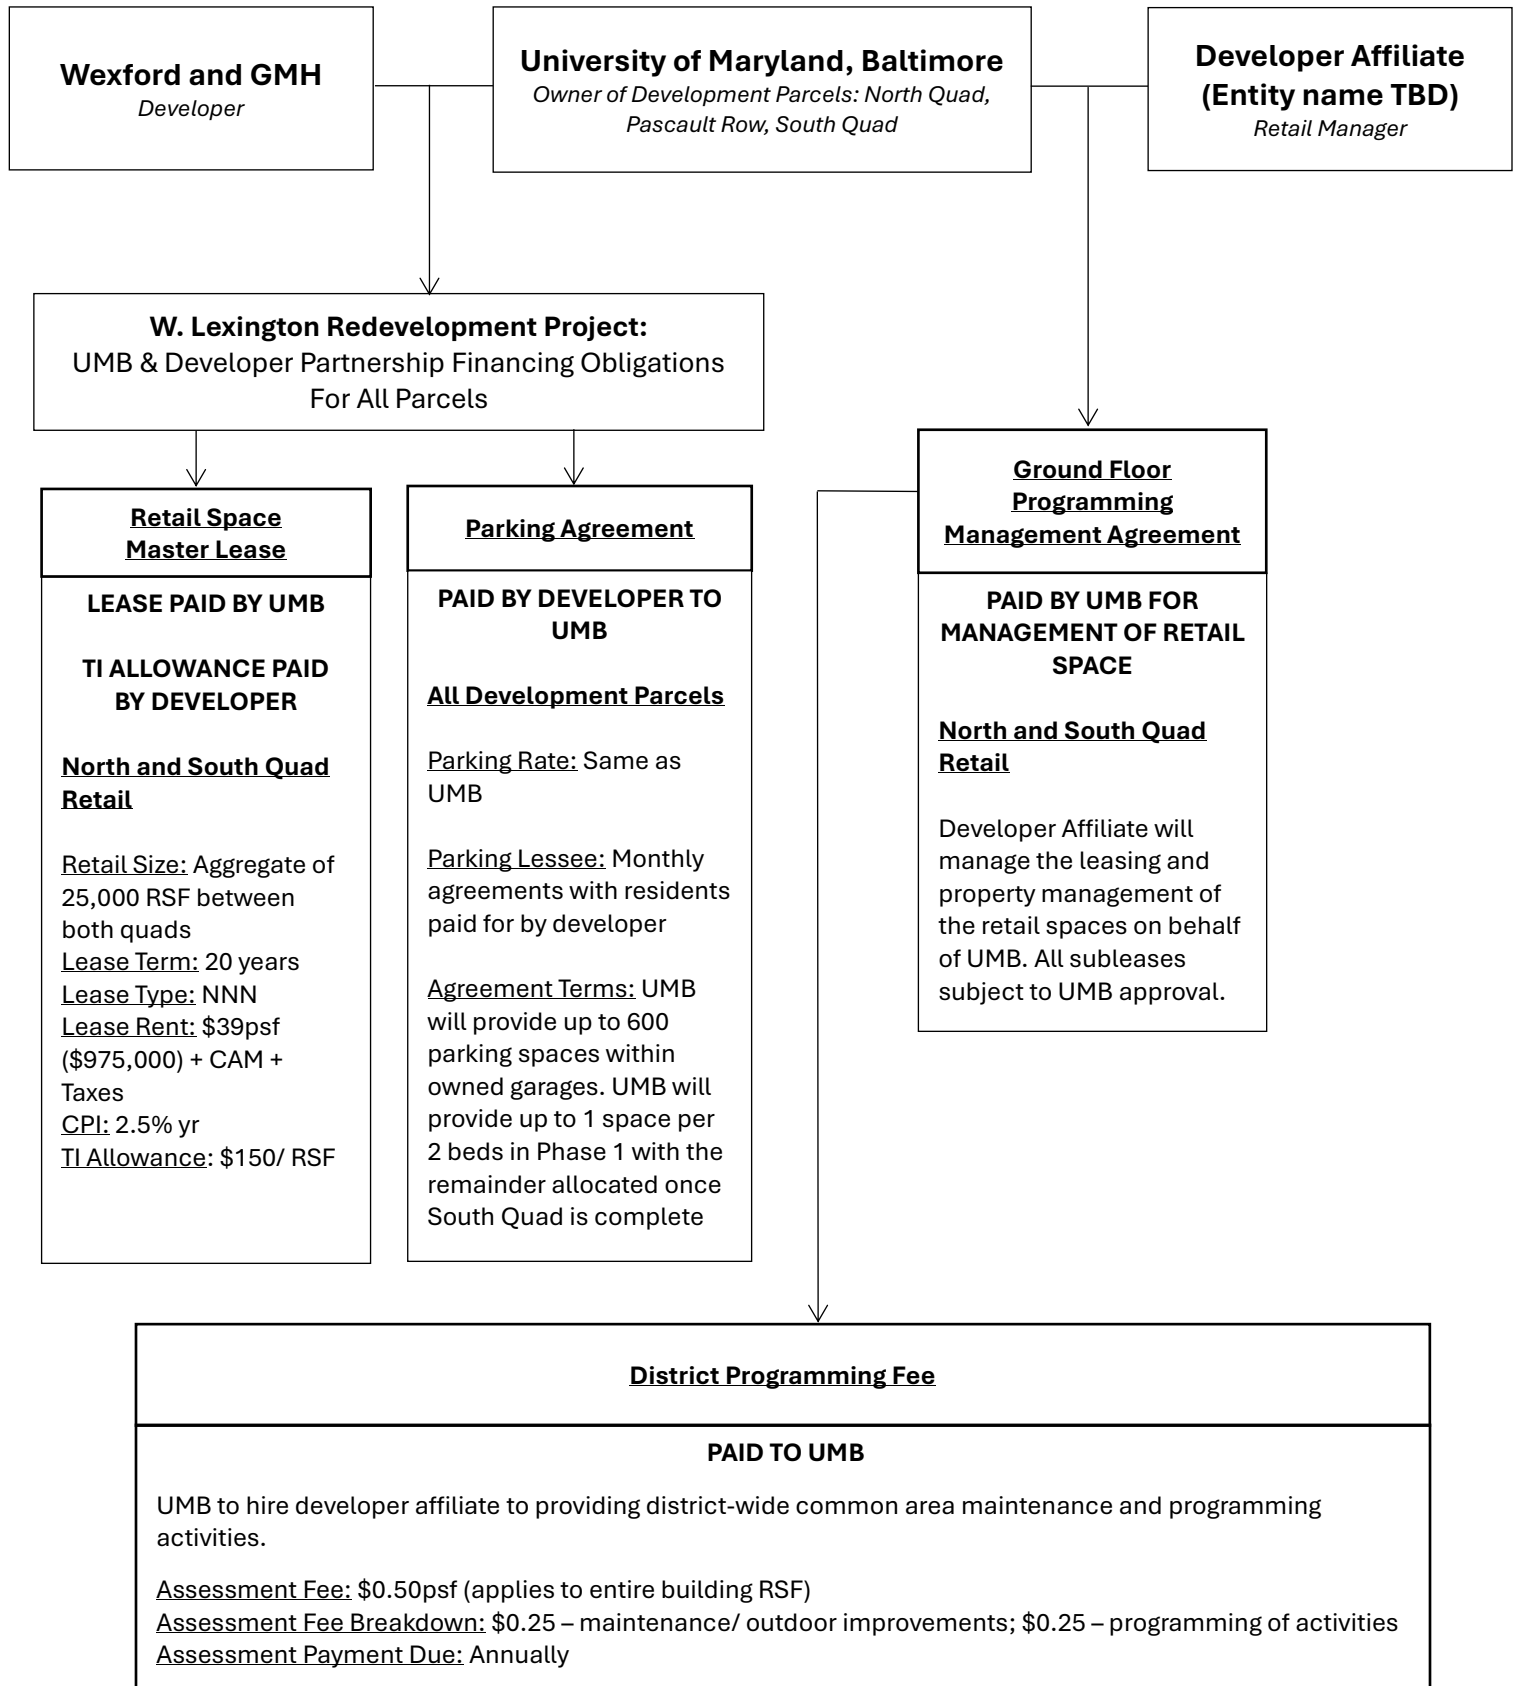 Wexford and GMH
Developer
University of Maryland, Baltimore
Owner of Development Parcels: North Quad,
Pascault Row, South Quad
Developer Affiliate
(Entity name TBD)
Retail Manager
W. Lexington Redevelopment Project:
UMB & Developer Partnership Financing Obligations
For All Parcels
Retail Space
Master Lease
LEASE PAID BY UMB
TI ALLOWANCE PAID
BY DEVELOPER
North and South Quad
Retail
Retail Size: Aggregate of
25,000 RSF between
both quads
Lease Term: 20 years
Lease Type: NNN
Lease Rent: $39psf
($975,000) + CAM +
Taxes
CPI: 2.5% yr
TI Allowance: $150/ RSF
Parking Agreement
PAID BY DEVELOPER TO
UMB
All Development Parcels
Parking Rate: Same as
UMB
Parking Lessee: Monthly
agreements with residents
paid for by developer
Agreement Terms: UMB
will provide up to 600
parking spaces within
owned garages. UMB will
provide up to 1 space per
2 beds in Phase 1 with the
remainder allocated once
South Quad is complete
Ground Floor
Programming
Management Agreement
PAID BY UMB FOR
MANAGEMENT OF RETAIL
SPACE
North and South Quad
Retail
Developer Affiliate will
manage the leasing and
property management of
the retail spaces on behalf
of UMB. All subleases
subject to UMB approval.
District Programming Fee
PAID TO UMB
UMB to hire developer affiliate to providing district-wide common area maintenance and programming
activities.
Assessment Fee: $0.50psf (applies to entire building RSF)
Assessment Fee Breakdown: $0.25 – maintenance/ outdoor improvements; $0.25 – programming of activities
Assessment Payment Due: Annually